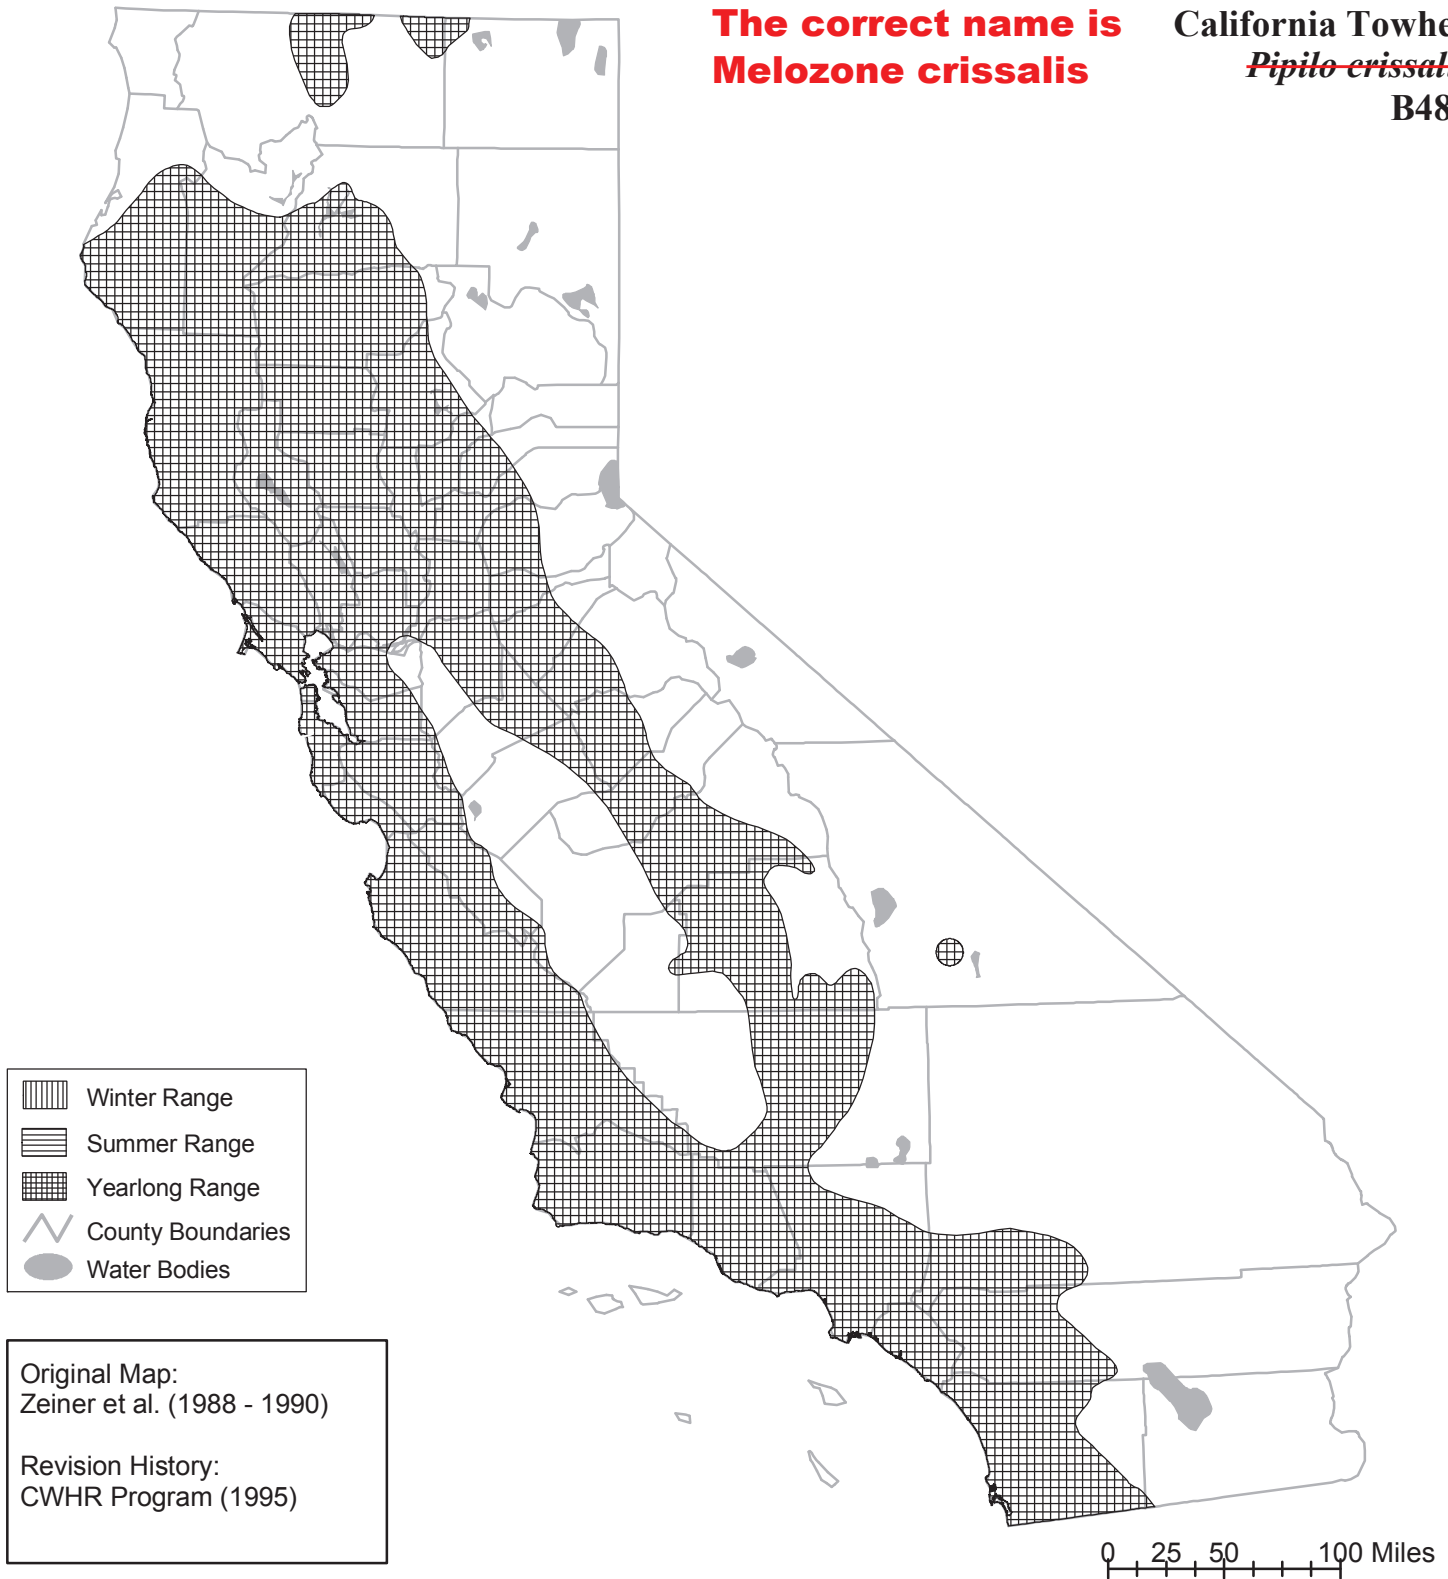 The correct name is
Melozone crissalis
California Towhe
Pipilo crissali
B48
Winter Range
Summer Range
Yearlong Range
County Boundaries
Water Bodies
Original Map:
Zeiner et al. (1988 - 1990)
Revision History:
CWHR Program (1995)
0 25 50 100 Miles